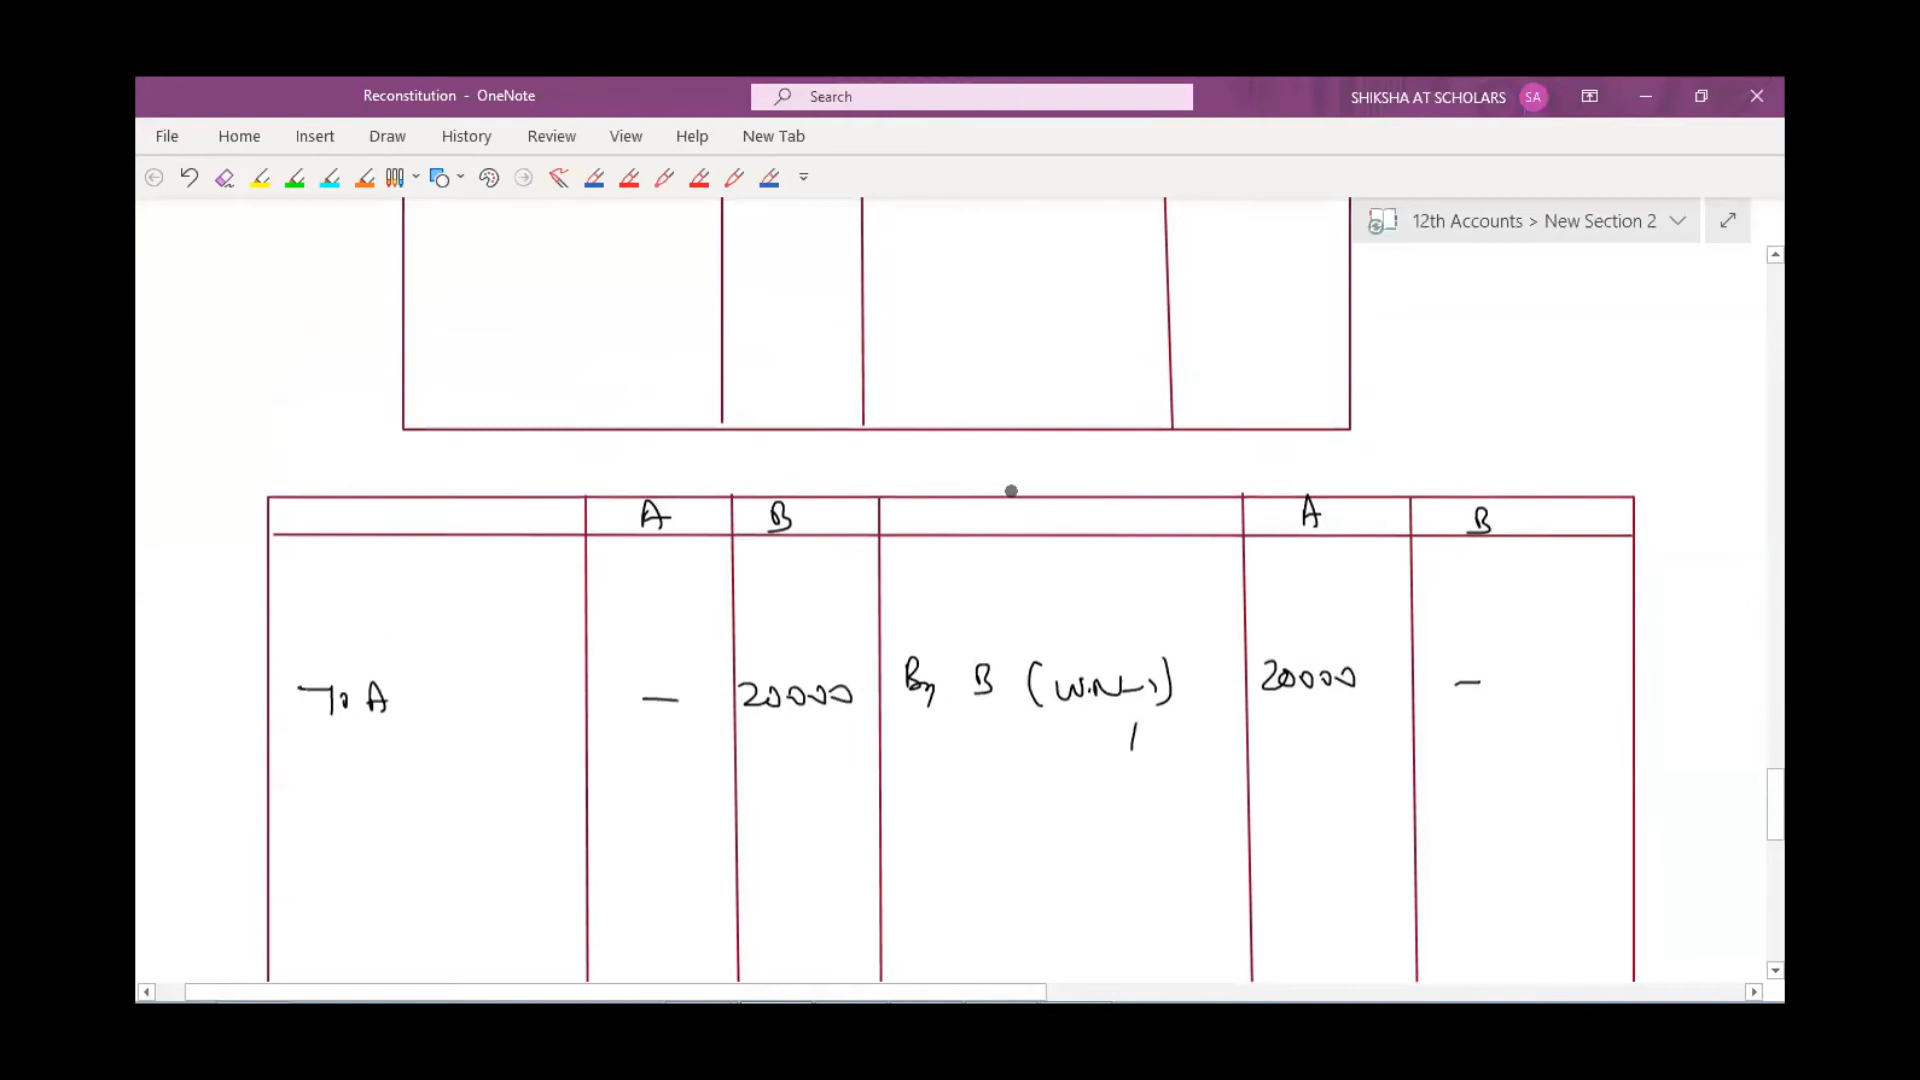 Reconstitution - OneNote
Search
SHIKSHA AT SCHOLARS SA
File Home Insert Draw History Review View Help New Tab
12th Accounts > New Section 2
A B A B
To A — 20000 By B (W.N-1) 20000 —